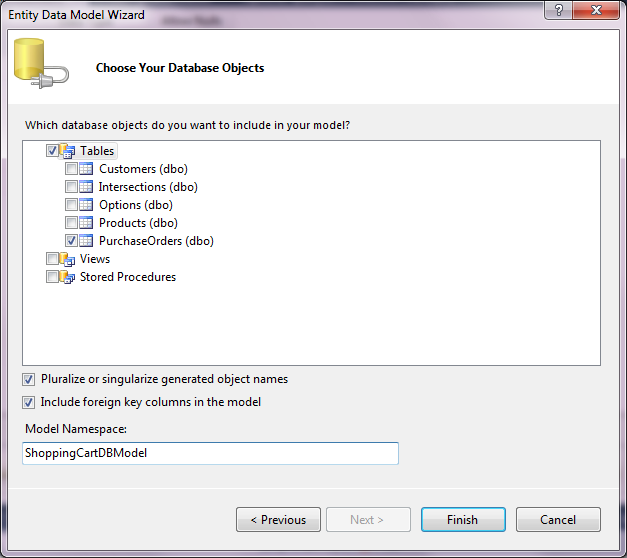 Entity Data Model Wizard
Choose Your Database Objects
Which database objects do you want to include in your model?
Tables
Customers (dbo)
Intersections (dbo)
Options (dbo)
Products (dbo)
PurchaseOrders (dbo)
Views
Stored Procedures
Pluralize or singularize generated object names
Include foreign key columns in the model
Model Namespace:
ShoppingCartDBModel
< Previous Next > Finish Cancel